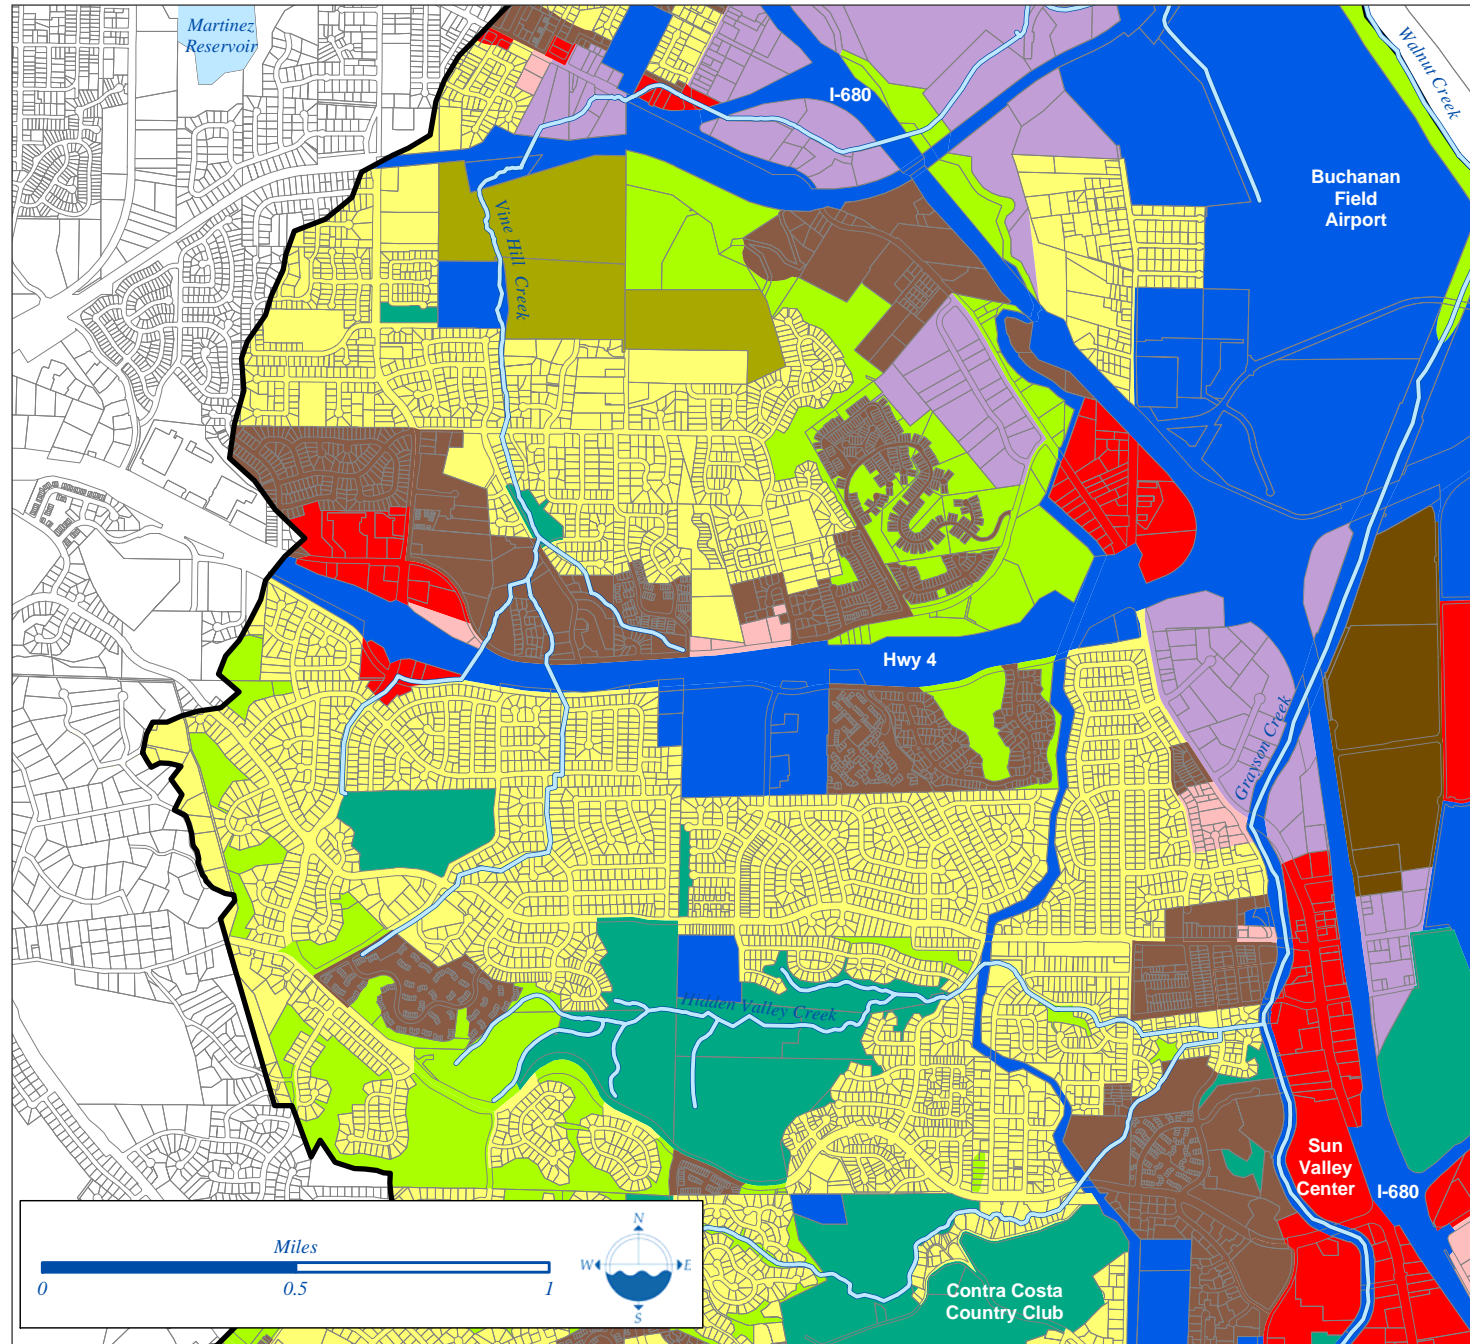 Martinez
Reservoir
Walnut Creek
I-680
Buchanan
Field
Airport
Vine Hill Creek
Hwy 4
Grayson Creek
Hidden Valley Creek
Sun
Valley
Center
I-680
Contra Costa
Country Club
Miles
0 0.5 1
N
W E
S